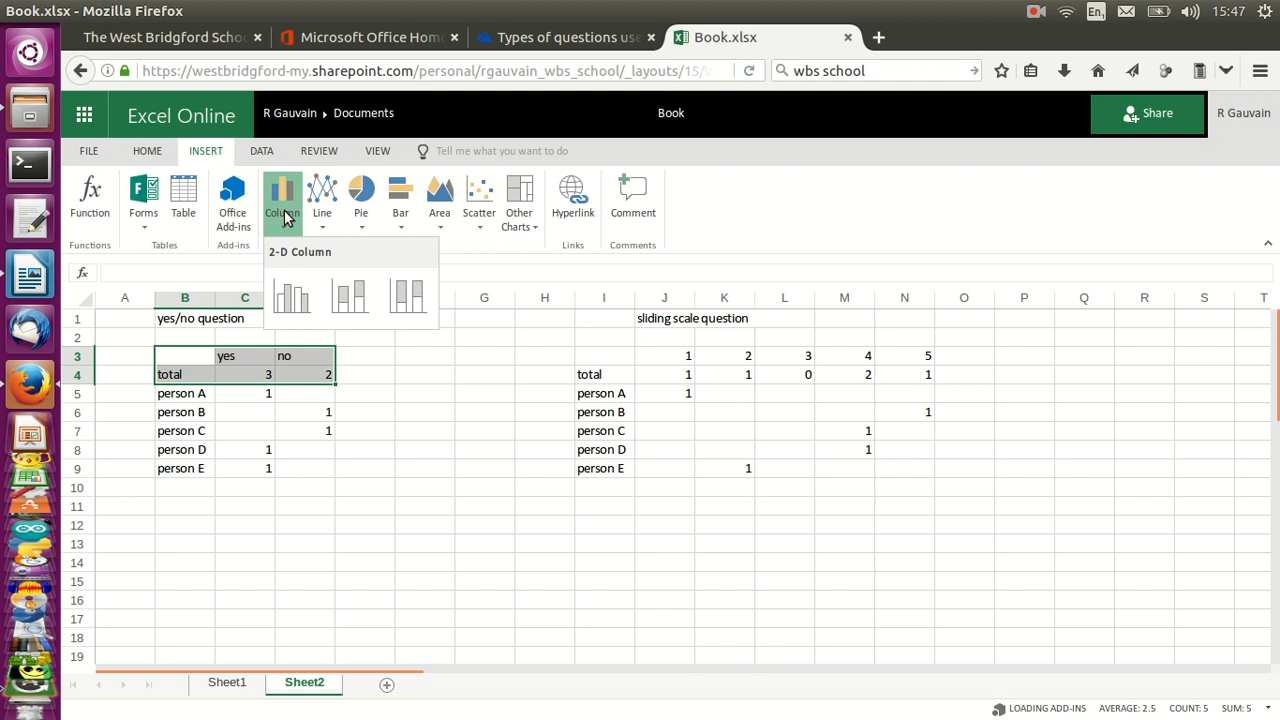 Book.xlsx - Mozilla Firefox
En1
15:47
The West Bridgford Schoo
Microsoft Office Hom
Types of questions us
Book.xlsx
https://westbridgford-my.sharepoint.com/personal/rgauvain_wbs_school/_layouts/15/
wbs school
Excel Online
R Gauvain
Documents
Book
Share
R Gauvain
FILE
HOME
INSERT
DATA
REVIEW
VIEW
Tell me what you want to do
Function
Forms
Table
Office
Add-ins
Column
Line
Pie
Bar
Area
Scatter
Other
Charts
Hyperlink
Comment
Functions
Tables
Add-ins
Links
Comments
2-D Column
fx
A B C G H I J K L M N O P Q R S T
1 yes/no question sliding scale question
2
3 yes no 1 2 3 4 5
4 total 3 2 total 1 1 0 2 1
5 person A 1 person A 1
6 person B 1 person B 1
7 person C 1 person C 1
8 person D 1 person D 1
9 person E 1 person E 1
10
11
12
13
14
15
16
17
18
19
Sheet1
Sheet2
LOADING ADD-INS
AVERAGE: 2.5
COUNT: 5
SUM: 5